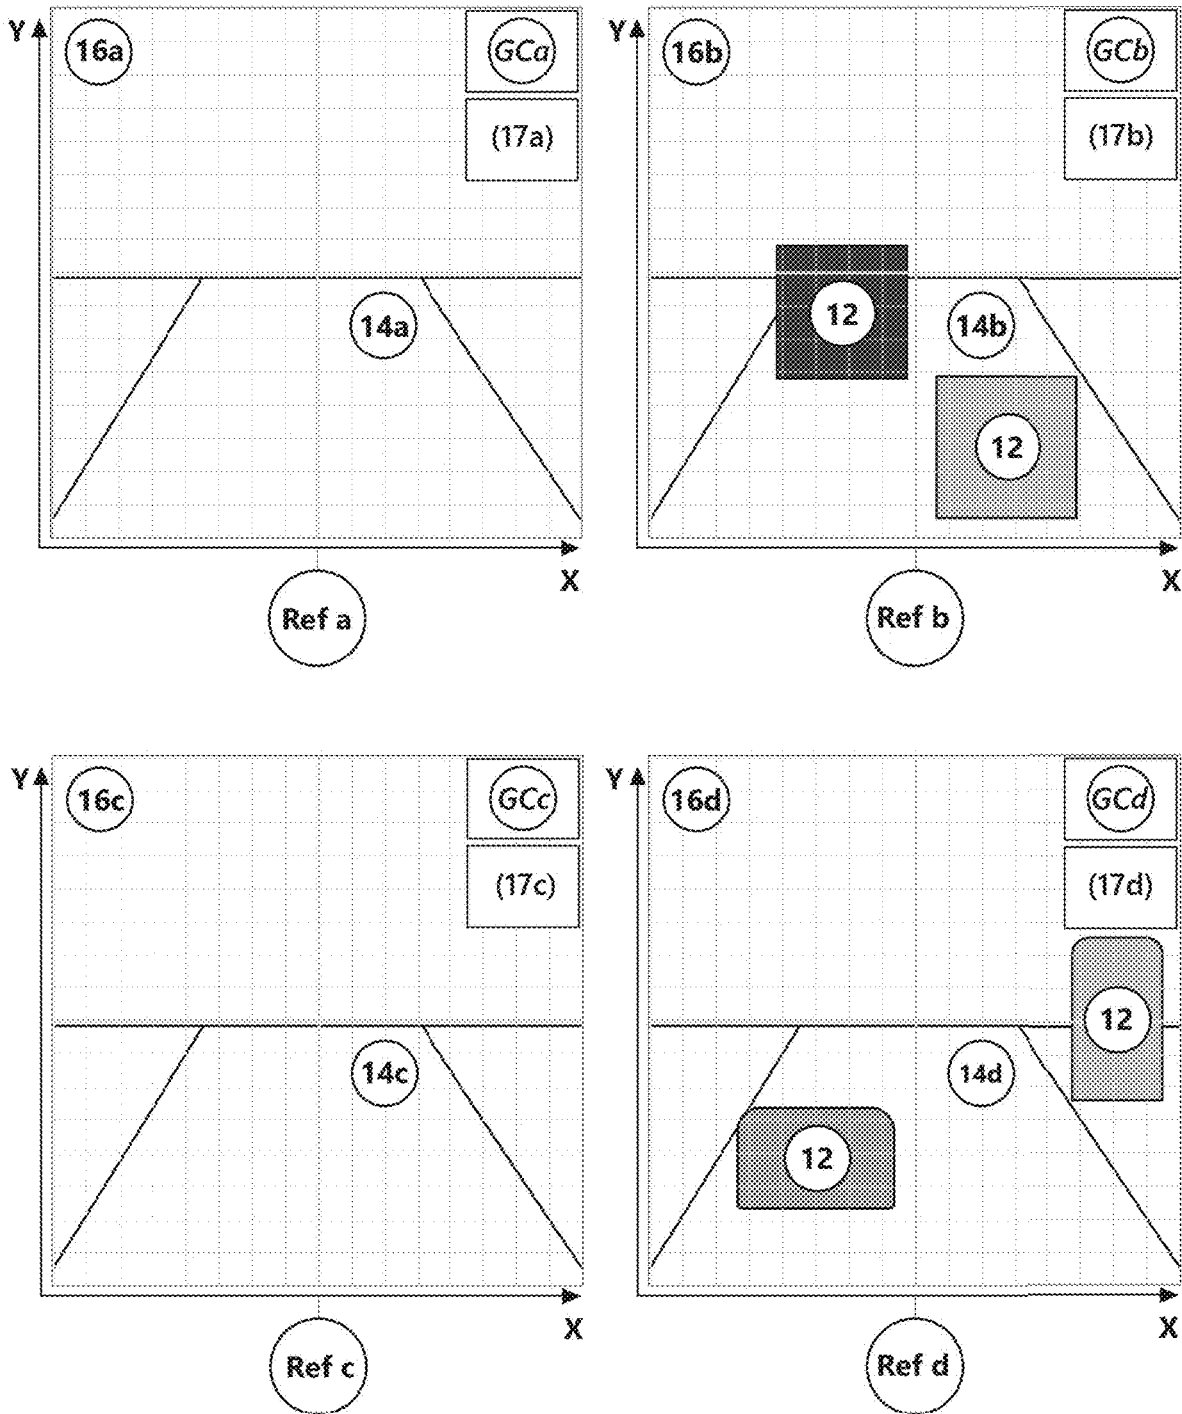 Y 16a GCa
(17a)
14a
X
Ref a
Y 16b GCb
(17b)
12 14b
12
X
Ref b
Y 16c GCc
(17c)
14c
X
Ref c
Y 16d GCd
(17d)
12
14d
12
X
Ref d